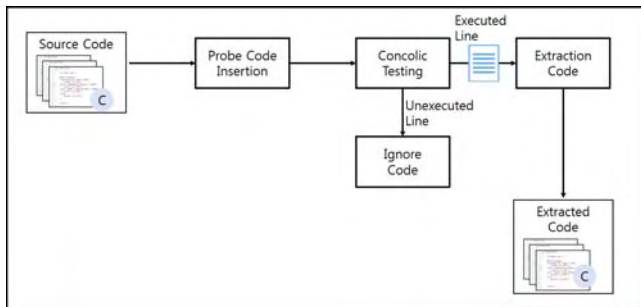 Source Code
C
Probe Code
Insertion
Concolic
Testing
Executed
Line
Extraction
Code
Unexecuted
Line
Ignore
Code
Extracted
Code
C